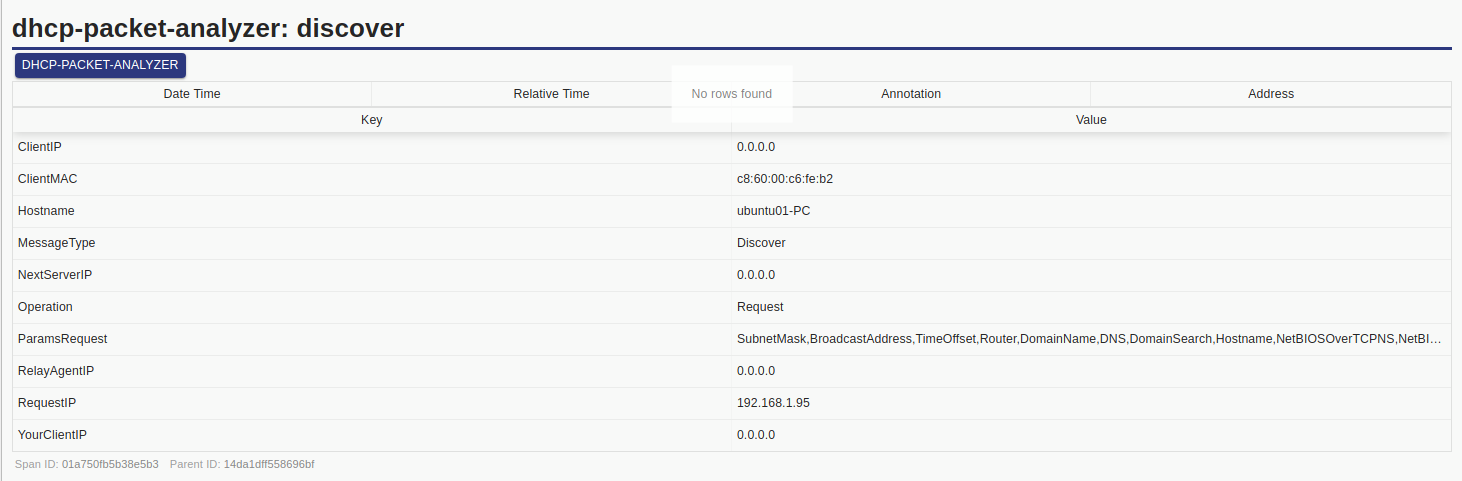 dhcp-packet-analyzer: discover
DHCP-PACKET-ANALYZER
Date Time Relative Time No rows found Annotation Address
Key Value
ClientIP 0.0.0.0
ClientMAC c8:60:00:c6:fe:b2
Hostname ubuntu01-PC
MessageType Discover
NextServerIP 0.0.0.0
Operation Request
ParamsRequest SubnetMask,BroadcastAddress,TimeOffset,Router,DomainName,DNS,DomainSearch,Hostname,NetBIOSOverTCPNS,NetBI...
RelayAgentIP 0.0.0.0
RequestIP 192.168.1.95
YourClientIP 0.0.0.0
Span ID: 01a750fb5b38e5b3 Parent ID: 14da1dff558696bf